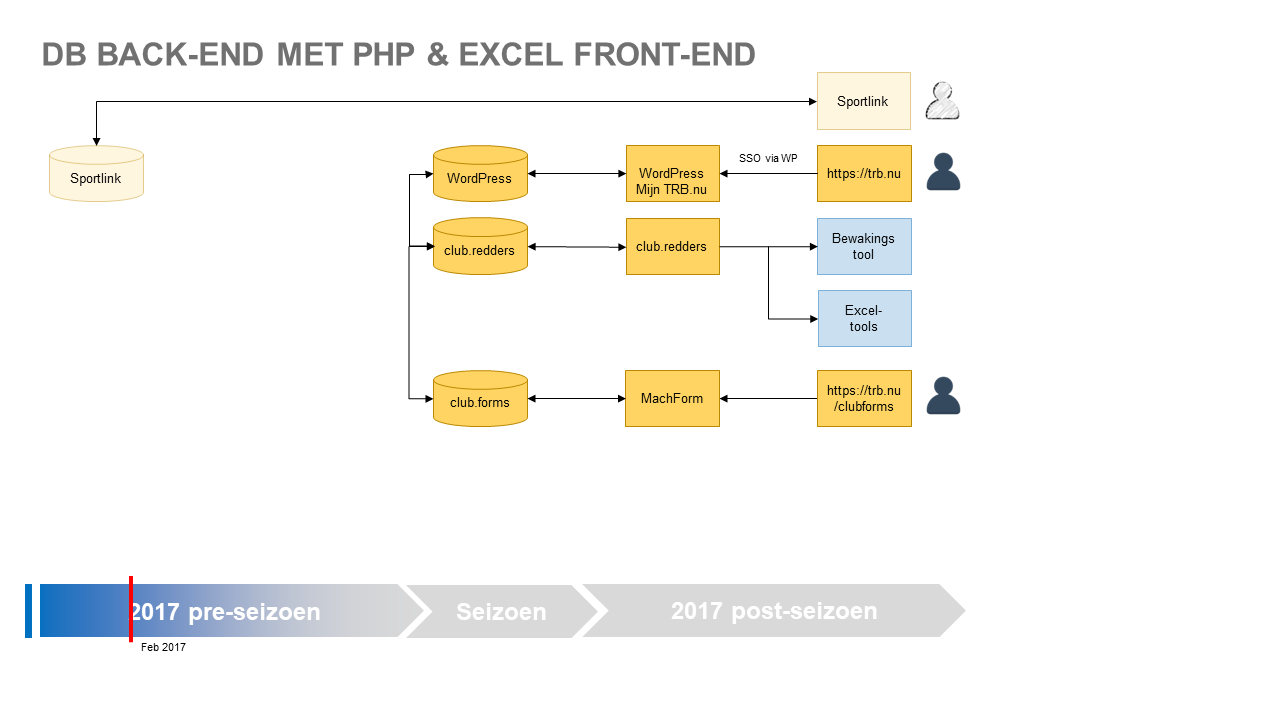 DB BACK-END MET PHP & EXCEL FRONT-END
Sportlink
Sportlink
WordPress
WordPress
Mijn TRB.nu
SSO via WP
https://trb.nu
club.redders
club.redders
Bewakings
tool
Excel-
tools
club.forms
MachForm
https://trb.nu
/clubforms
2017 pre-seizoen
Seizoen
2017 post-seizoen
Feb 2017